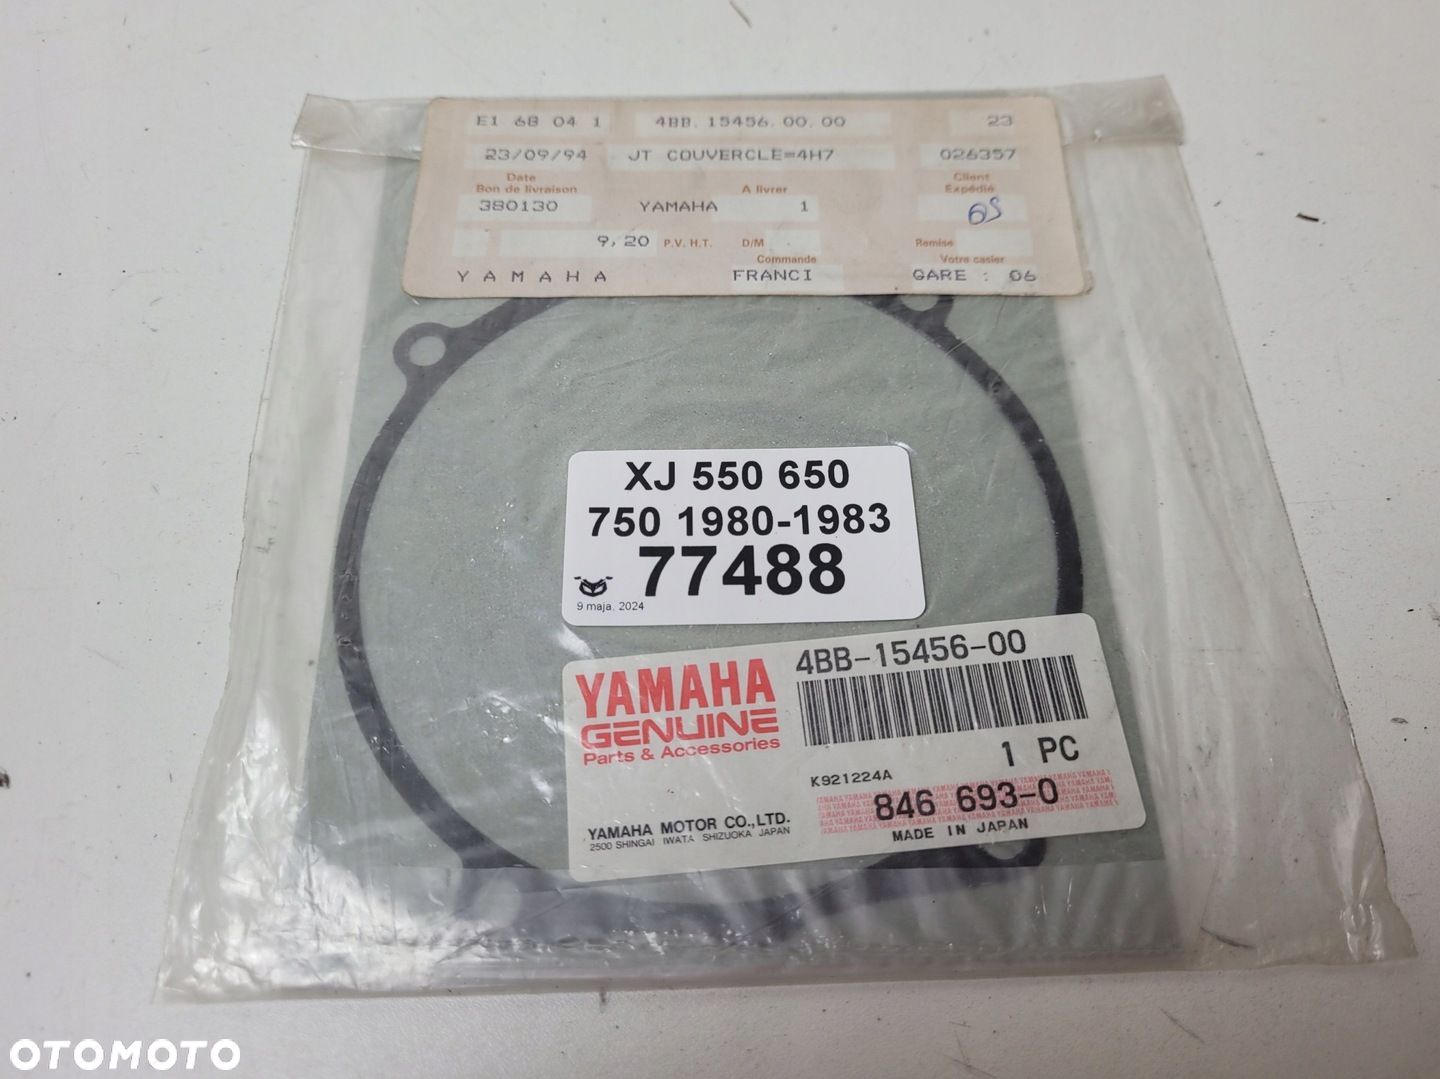 E1 6B 04 1 4BB.15456.00.00 23
23/09/94 JT COUVERCLE=4H7 026357
Date Client
Bon de livraison A livrer Expédié
380130 YAMAHA 1
9,20 P.V. H.T. D/M Remise
Commande Votre casier
YAMAHA FRANCI GARE : 06
XJ 550 650
750 1980-1983
77488
9 maja, 2024
YAMAHA
GENUINE
Parts & Accessories
4BB-15456-00
1 PC
K921224A
846 693-0
MADE IN JAPAN
YAMAHA MOTOR CO.,LTD.
2500 SHINGAI IWATA SHIZUOKA JAPAN
OTOMOTO